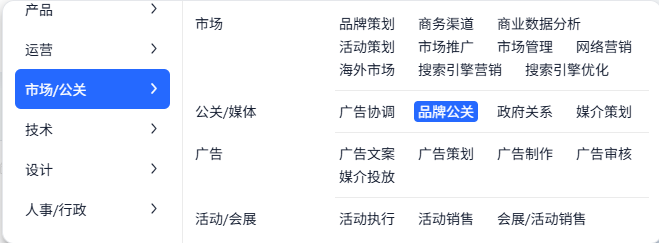 产品
运营
市场/公关
技术
设计
人事/行政
市场
品牌策划 商务渠道 商业数据分析
活动策划 市场推广 市场管理 网络营销
海外市场 搜索引擎营销 搜索引擎优化
公关/媒体
广告协调 品牌公关 政府关系 媒介策划
广告
广告文案 广告策划 广告制作 广告审核
媒介投放
活动/会展
活动执行 活动销售 会展/活动销售